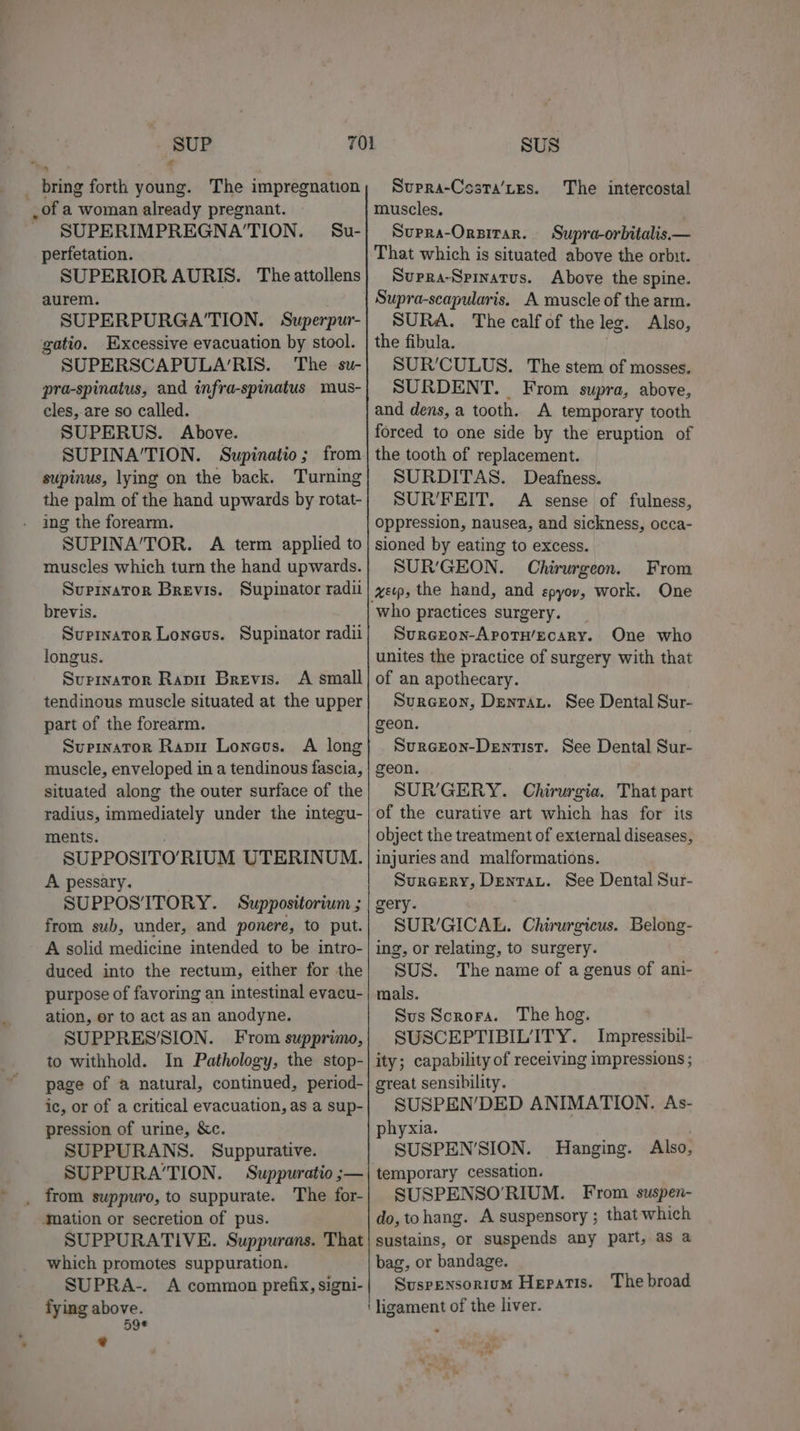 SUP 701 SUS
bring forth young. The impregnation
of a woman already pregnant.
SUPERIMPREGNA'TION. Su-
perfetation.
SUPERIOR AURIS. The attollens
aurem.
SUPERPURGA'TION. Superpur-
gatio. Excessive evacuation by stool.
SUPERSCAPULA'RIS. The su-
pra-spinatus, and infra-spinatus mus-
cles, are so called.
SUPERUS. Above.
SUPINA'TION. Supinatio; from
supinus, lying on the back. Turning
the palm of the hand upwards by rotat-
ing the forearm.
SUPINA'TOR. A term applied to
muscles which turn the hand upwards.
Supinator Brevis. Supinator radii
brevis.
Supinator Longus. Supinator radii
longus.
Supinator Radii Brevis. A small
tendinous muscle situated at the upper
part of the forearm.
Supinator Radii Longus. A long
muscle, enveloped in a tendinous fascia,
situated along the outer surface of the
radius, immediately under the integu-
ments.
SUPPOSITO'RIUM UTERINUM.
A pessary.
SUPPOS'ITORY. Suppositorium;
from sub, under, and ponere, to put.
A solid medicine intended to be intro-
duced into the rectum, either for the
purpose of favoring an intestinal evacu-
ation, or to act as an anodyne.
SUPPRES'SION. From supprimo,
to withhold. In Pathology, the stop-
page of a natural, continued, period-
ic, or of a critical evacuation, as a sup-
pression of urine, &c.
SUPPURANS. Suppurative.
SUPPURA'TION. Suppuratio;—
from suppuro, to suppurate. The for-
mation or secretion of pus.
SUPPURATIVE. Suppurans. That
which promotes suppuration.
SUPRA-. A common prefix, signi-
fying above.
59*
Supra-Costa'les. The intercostal
muscles.
Supra-Orbitar. Supra-orbitalis.—
That which is situated above the orbit.
Supra-Spinatus. Above the spine.
Supra-scapularis. A muscle of the arm.
SURA. The calf of the leg. Also,
the fibula.
SUR'CULUS. The stem of mosses.
SURDENT. From supra, above,
and dens, a tooth. A temporary tooth
forced to one side by the eruption of
the tooth of replacement.
SURDITAS. Deafness.
SUR'FEIT. A sense of fulness,
oppression, nausea, and sickness, occa-
sioned by eating to excess.
SUR'GEON. Chirurgeon. From
χειρ, the hand, and εργον, work. One
who practices surgery.
Surgeon-Apoth'ecary. One who
unites the practice of surgery with that
of an apothecary.
Surgeon, Dental. See Dental Sur-
geon.
Surgeon-Dentist. See Dental Sur-
geon.
SUR'GERY. Chirurgia. That part
of the curative art which has for its
object the treatment of external diseases,
injuries and malformations.
Surgery, Dental. See Dental Sur-
gery.
SUR'GICAL. Chirurgicus. Belong-
ing, or relating, to surgery.
SUS. The name of a genus of ani-
mals.
Sus Scrofa. The hog.
SUSCEPTIBIL'ITY. Impressibil-
ity; capability of receiving impressions;
great sensibility.
SUSPEN'DED ANIMATION. As-
phyxia.
SUSPEN'SION. Hanging. Also,
temporary cessation.
SUSPENSO'RIUM. From suspen-
do, to hang. A suspensory; that which
sustains, or suspends any part, as a
bag, or bandage.
Suspensorium Hepatis. The broad
ligament of the liver.